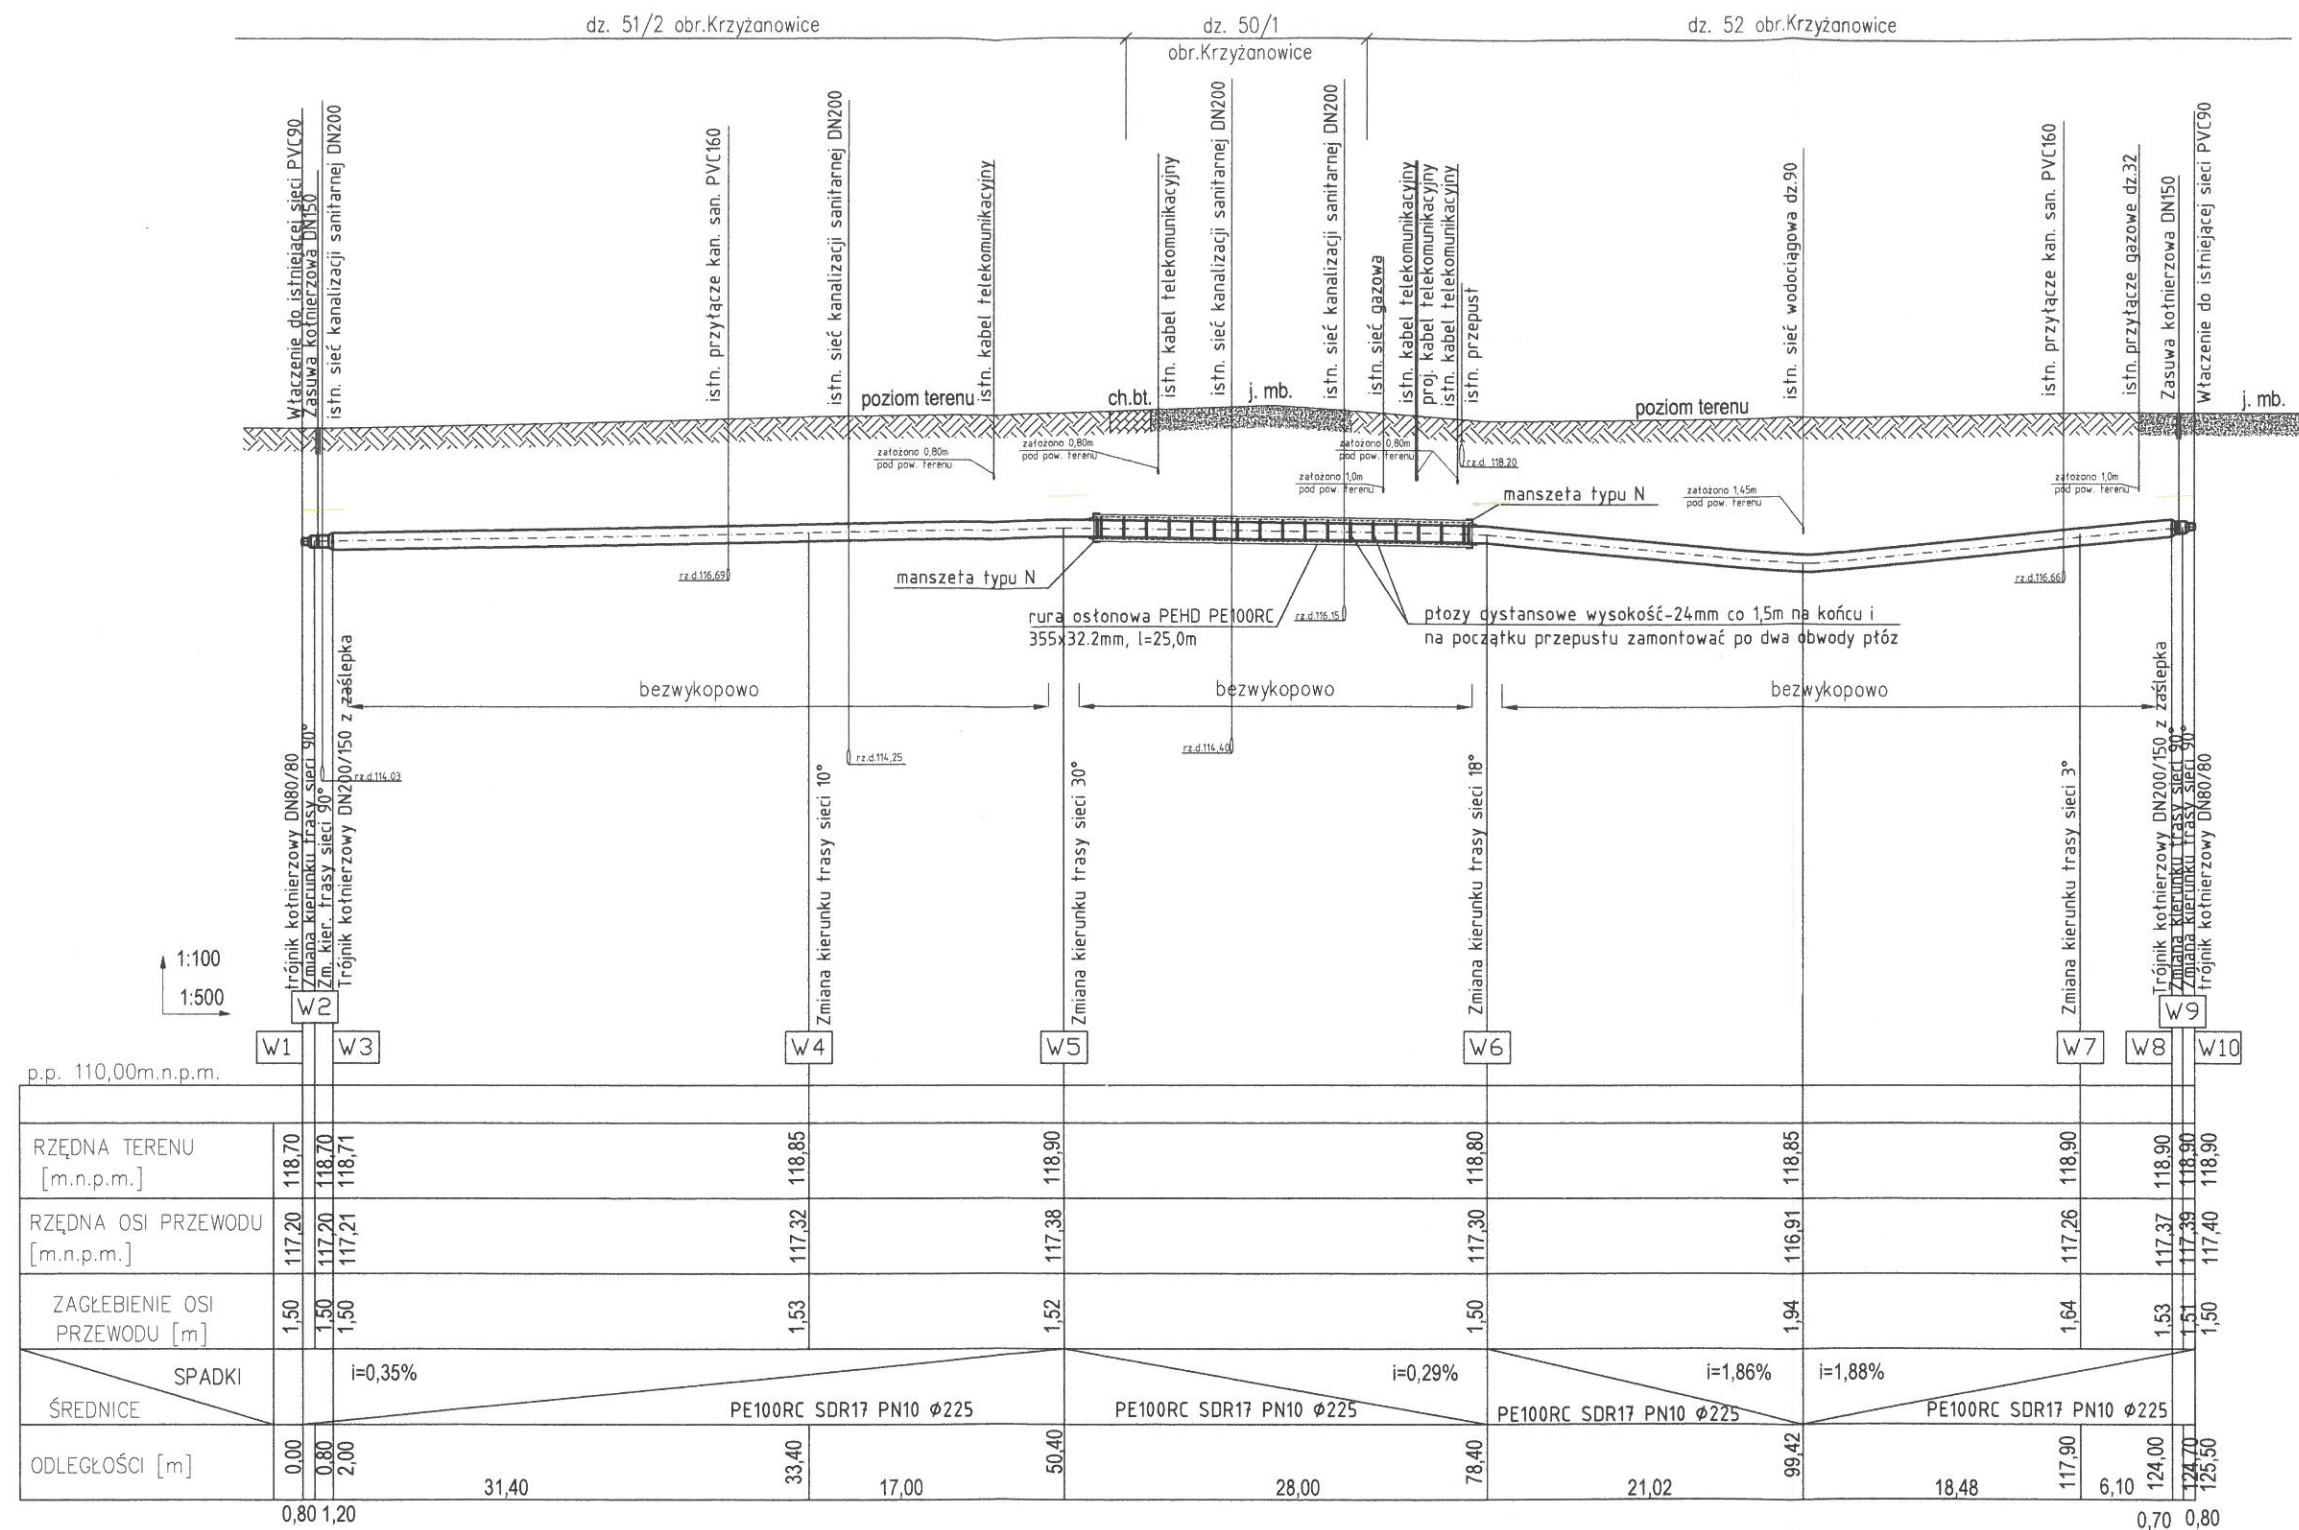 dz. 51/2 obr.Krzyżanowice
dz. 50/1
obr.Krzyżanowice
dz. 52 obr.Krzyżanowice
Włączenie do istniejącej sieci PVC90
Zasuwa kołnierzowa DN150
istn. sieć kanalizacji sanitarnej DN200
istn. przyłącze kan. san. PVC160
istn. sieć kanalizacji sanitarnej DN200
istn. kabel telekomunikacyjny
istn. kabel telekomunikacyjny
istn. sieć kanalizacji sanitarnej DN200
istn. sieć kanalizacji sanitarnej DN200
istn. sieć gazowa
istn. kabel telekomunikacyjny
proj. kabel telekomunikacyjny
istn. kabel telekomunikacyjny
istn. przepust
istn. sieć wodociągowa dz.90
istn. przyłącze kan. san. PVC160
istn. przyłącze gazowe dz.32
Zasuwa kołnierzowa DN150
Włączenie do istniejącej sieci PVC90
poziom terenu
ch.bt.
j. mb.
poziom terenu
j. mb.
założono 0,80m
pod pow. terenu
założono 0,80m
pod pow. terenu
założono 0,80m
pod pow. terenu
rz.d. 118,20
założono 1,0m
pod pow. terenu
założono 1,45m
pod pow. terenu
założono 1,0m
pod pow. terenu
manszeta typu N
rz.d.116,69
manszeta typu N
rz.d.116,66
rura osłonowa PEHD PE100RC
355x32.2mm, l=25,0m
rz.d.116,15
płozy dystansowe wysokość-24mm co 1,5m na końcu i
na początku przepustu zamontować po dwa obwody płóz
bezwykopowo
bezwykopowo
bezwykopowo
rz.d.114,03
rz.d.114,25
rz.d.114,40
trójnik kołnierzowy DN80/80
Zmiana kierunku trasy sieci 90°
Zm. kier. trasy sieci 90°
Trójnik kołnierzowy DN200/150 z zaślepka
Zmiana kierunku trasy sieci 10°
Zmiana kierunku trasy sieci 30°
Zmiana kierunku trasy sieci 18°
Zmiana kierunku trasy sieci 3°
Trójnik kołnierzowy DN200/150 z zaślepka
Zmiana kierunku trasy sieci 90°
Zmiana kierunku trasy sieci 90°
trójnik kołnierzowy DN80/80
1:100
1:500
W1 W2 W3 W4 W5 W6 W7 W8 W9 W10
p.p. 110,00m.n.p.m.
RZĘDNA TERENU
[m.n.p.m.]
118,70 118,70 118,71 118,85 118,90 118,80 118,85 118,90 118,90 118,90 118,90
RZĘDNA OSI PRZEWODU
[m.n.p.m.]
117,20 117,20 117,21 117,32 117,38 117,30 116,91 117,26 117,37 117,39 117,40
ZAGŁEBIENIE OSI
PRZEWODU [m]
1,50 1,50 1,50 1,53 1,52 1,50 1,94 1,64 1,53 1,51 1,50
SPADKI
i=0,35% i=0,29% i=1,86% i=1,88%
ŚREDNICE
PE100RC SDR17 PN10 φ225
PE100RC SDR17 PN10 φ225
PE100RC SDR17 PN10 φ225
PE100RC SDR17 PN10 φ225
ODLEGŁOŚCI [m]
0,00 0,80 2,00 33,40 50,40 78,40 99,42 117,90 124,00 124,70 125,50
31,40 17,00 28,00 21,02 18,48 6,10
0,80 1,20 0,70 0,80